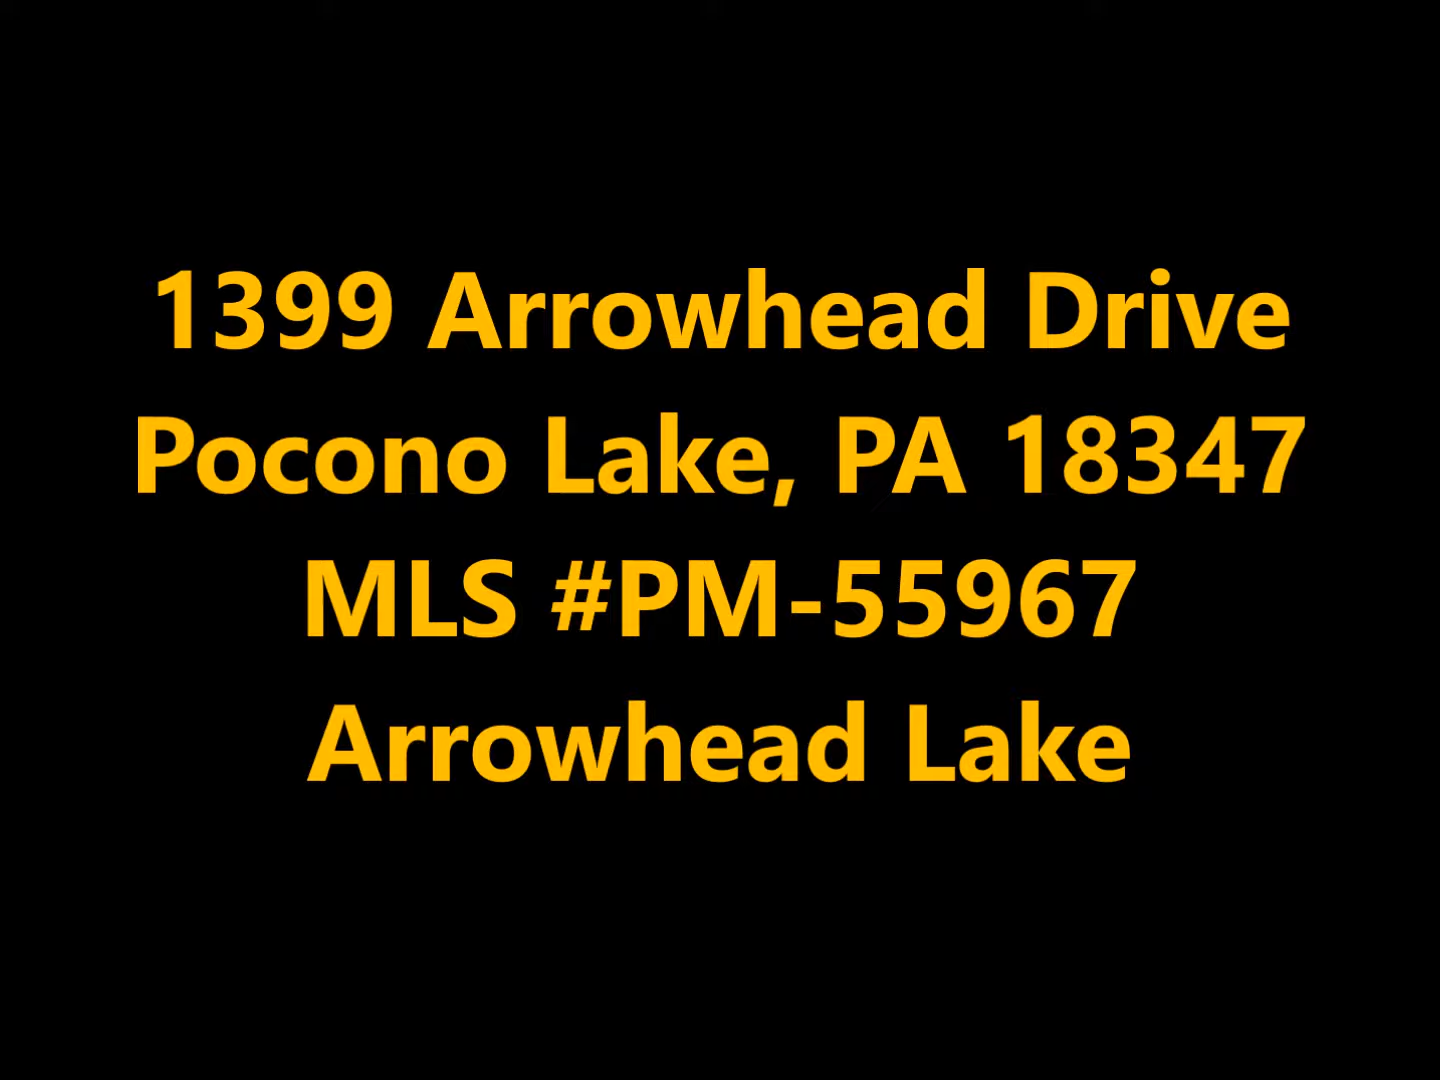 1399 Arrowhead Drive
Pocono Lake, PA 18347
MLS #PM-55967
Arrowhead Lake